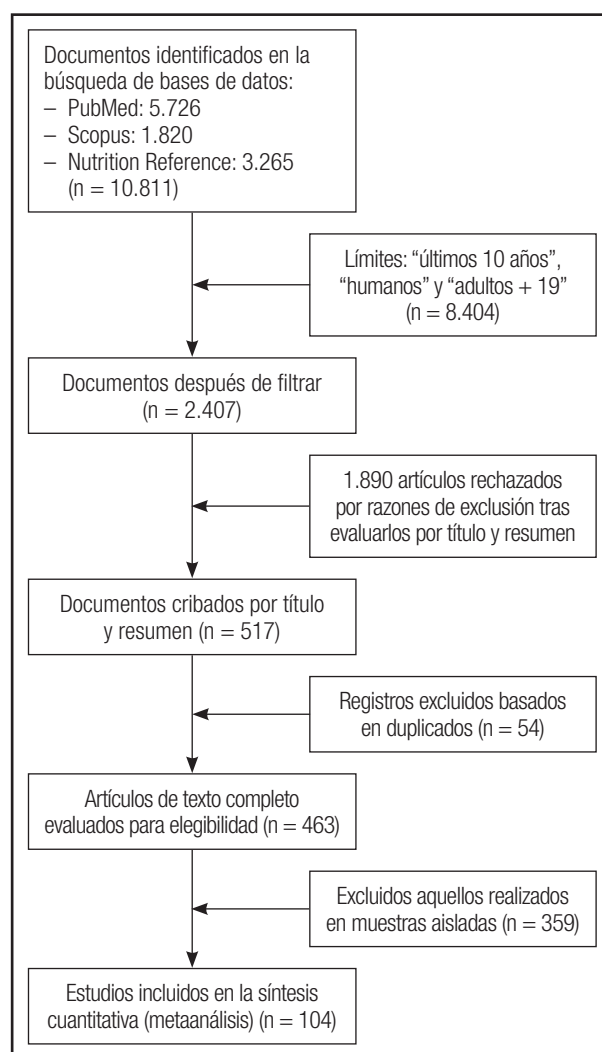 Documentos identificados en la
búsqueda de bases de datos:
– PubMed: 5.726
– Scopus: 1.820
– Nutrition Reference: 3.265
(n = 10.811)
Límites: “últimos 10 años”,
“humanos” y “adultos + 19”
(n = 8.404)
Documentos después de filtrar
(n = 2.407)
1.890 artículos rechazados
por razones de exclusión tras
evaluarlos por título y resumen
Documentos cribados por título
y resumen (n = 517)
Registros excluidos basados
en duplicados (n = 54)
Artículos de texto completo
evaluados para elegibilidad (n = 463)
Excluidos aquellos realizados
en muestras aisladas (n = 359)
Estudios incluidos en la síntesis
cuantitativa (metaanálisis) (n = 104)